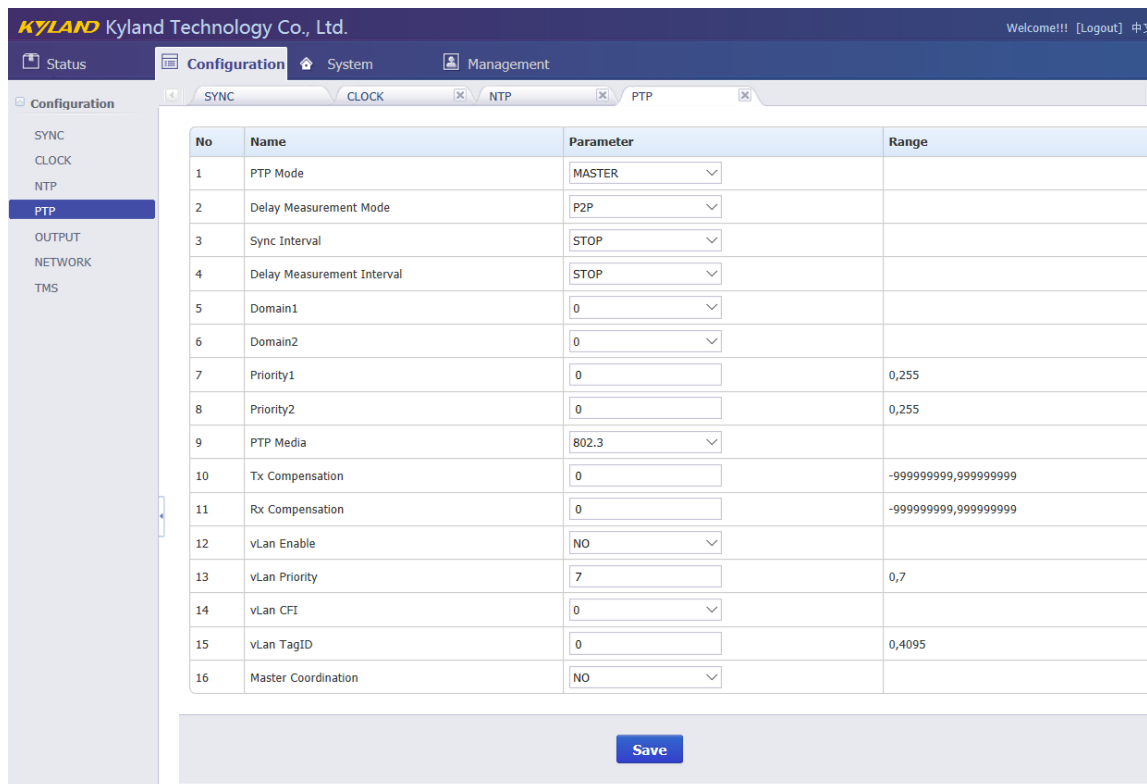 KYLAND Kyland Technology Co., Ltd.
Welcome!!! [Logout] 中文
Status Configuration System Management
Configuration
SYNC
CLOCK
NTP
PTP
OUTPUT
NETWORK
TMS
SYNC CLOCK NTP PTP
No Name Parameter Range
1 PTP Mode MASTER
2 Delay Measurement Mode P2P
3 Sync Interval STOP
4 Delay Measurement Interval STOP
5 Domain1 0
6 Domain2 0
7 Priority1 0 0,255
8 Priority2 0 0,255
9 PTP Media 802.3
10 Tx Compensation 0 -999999999,999999999
11 Rx Compensation 0 -999999999,999999999
12 vLan Enable NO
13 vLan Priority 7 0,7
14 vLan CFI 0
15 vLan TagID 0 0,4095
16 Master Coordination NO
Save